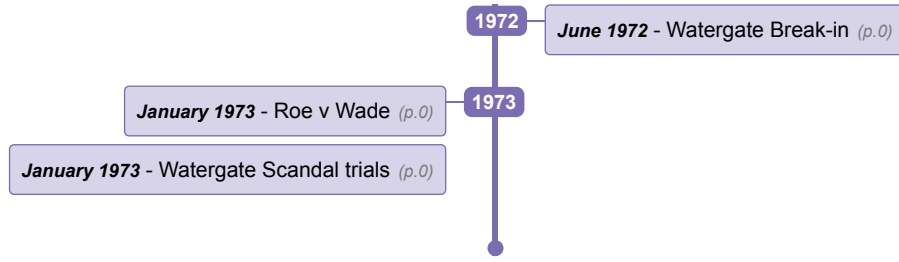 1972
June 1972 - Watergate Break-in (p.0)
1973
January 1973 - Roe v Wade (p.0)
January 1973 - Watergate Scandal trials (p.0)